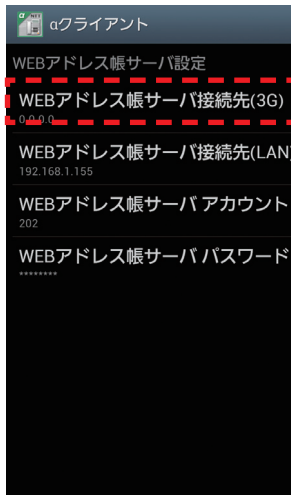 αクライアント
WEBアドレス帳サーバ設定
WEBアドレス帳サーバ接続先(3G)
0.0.0.0
WEBアドレス帳サーバ接続先(LAN)
192.168.1.155
WEBアドレス帳サーバ アカウント
202
WEBアドレス帳サーバ パスワード
********